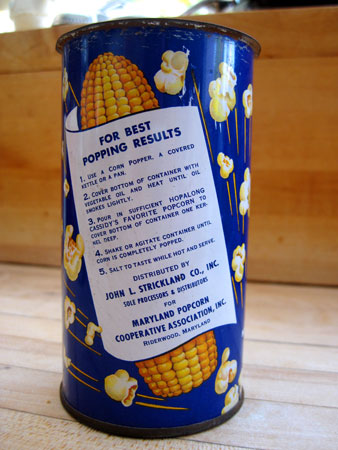 FOR BEST
POPPING RESULTS
1. USE A CORN POPPER, A COVERED
KETTLE OR A PAN.
2. COVER BOTTOM OF CONTAINER WITH
VEGETABLE OIL AND HEAT UNTIL OIL
SMOKES LIGHTLY.
3. POUR IN SUFFICIENT HOPALONG
CASSIDY'S FAVORITE POPCORN TO
COVER BOTTOM OF CONTAINER ONE KER-
NEL DEEP.
4. SHAKE OR AGITATE CONTAINER UNTIL
CORN IS COMPLETELY POPPED.
5. SALT TO TASTE WHILE HOT AND SERVE.
DISTRIBUTED BY
JOHN L. STRICKLAND CO., INC.
SOLE PROCESSORS & DISTRIBUTORS
FOR
MARYLAND POPCORN
COOPERATIVE ASSOCIATION, INC.
RIDERWOOD, MARYLAND